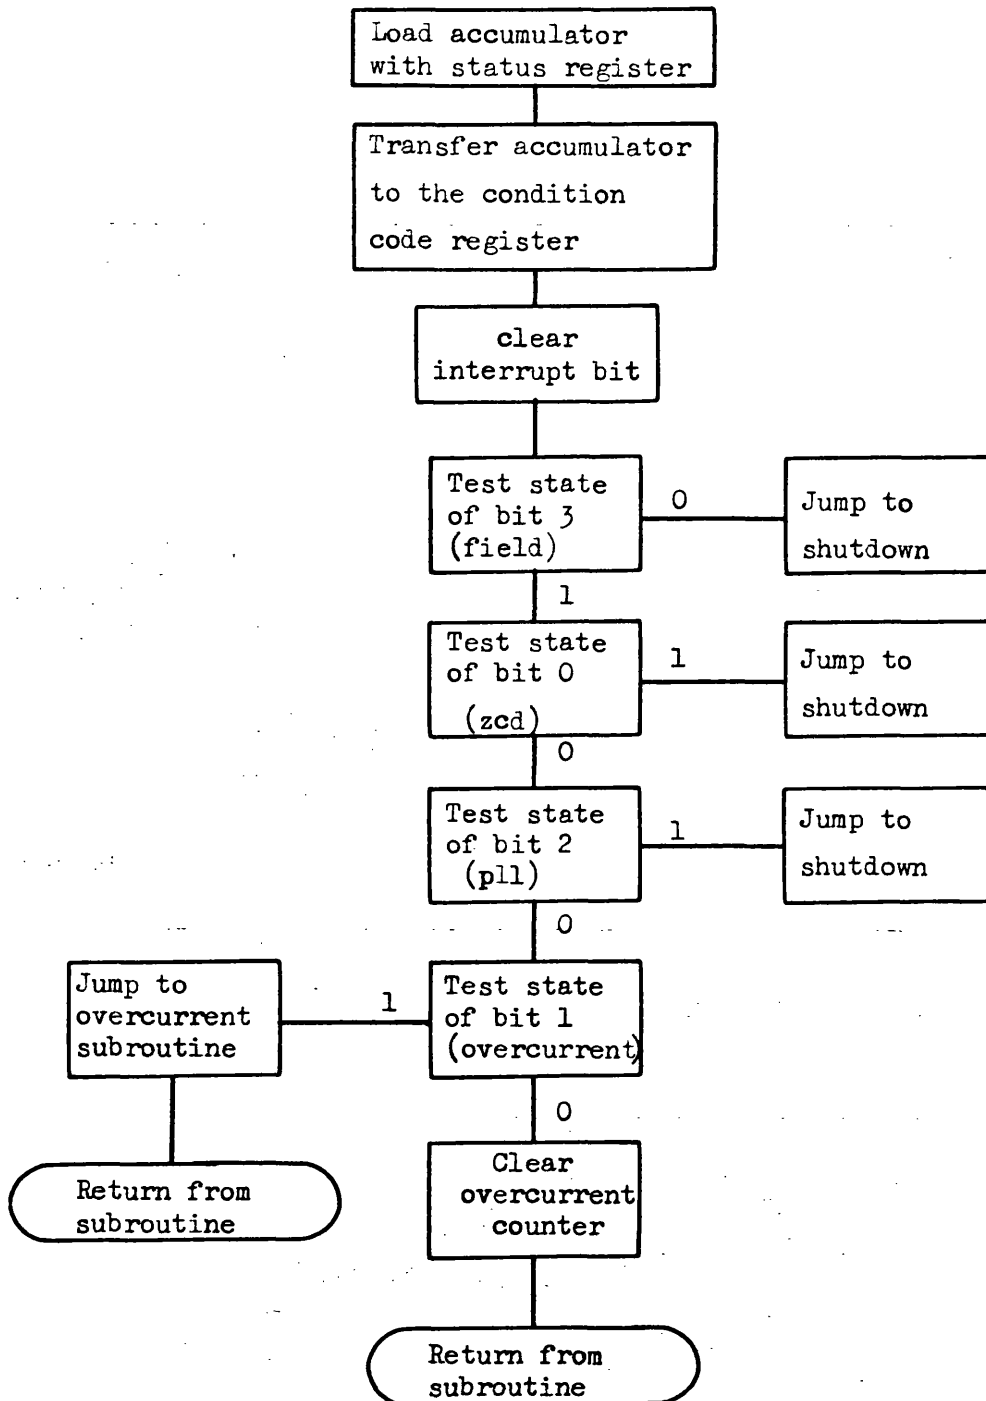 Load accumulator
with status register
Transfer accumulator
to the condition
code register
clear
interrupt bit
Test state
of bit 3
(field)
0
Jump to
shutdown
1
Test state
of bit 0
(zcd)
1
Jump to
shutdown
0
Test state
of bit 2
(pll)
1
Jump to
shutdown
0
Jump to
overcurrent
subroutine
1
Test state
of bit 1
(overcurrent)
0
Return from
subroutine
Clear
overcurrent
counter
Return from
subroutine